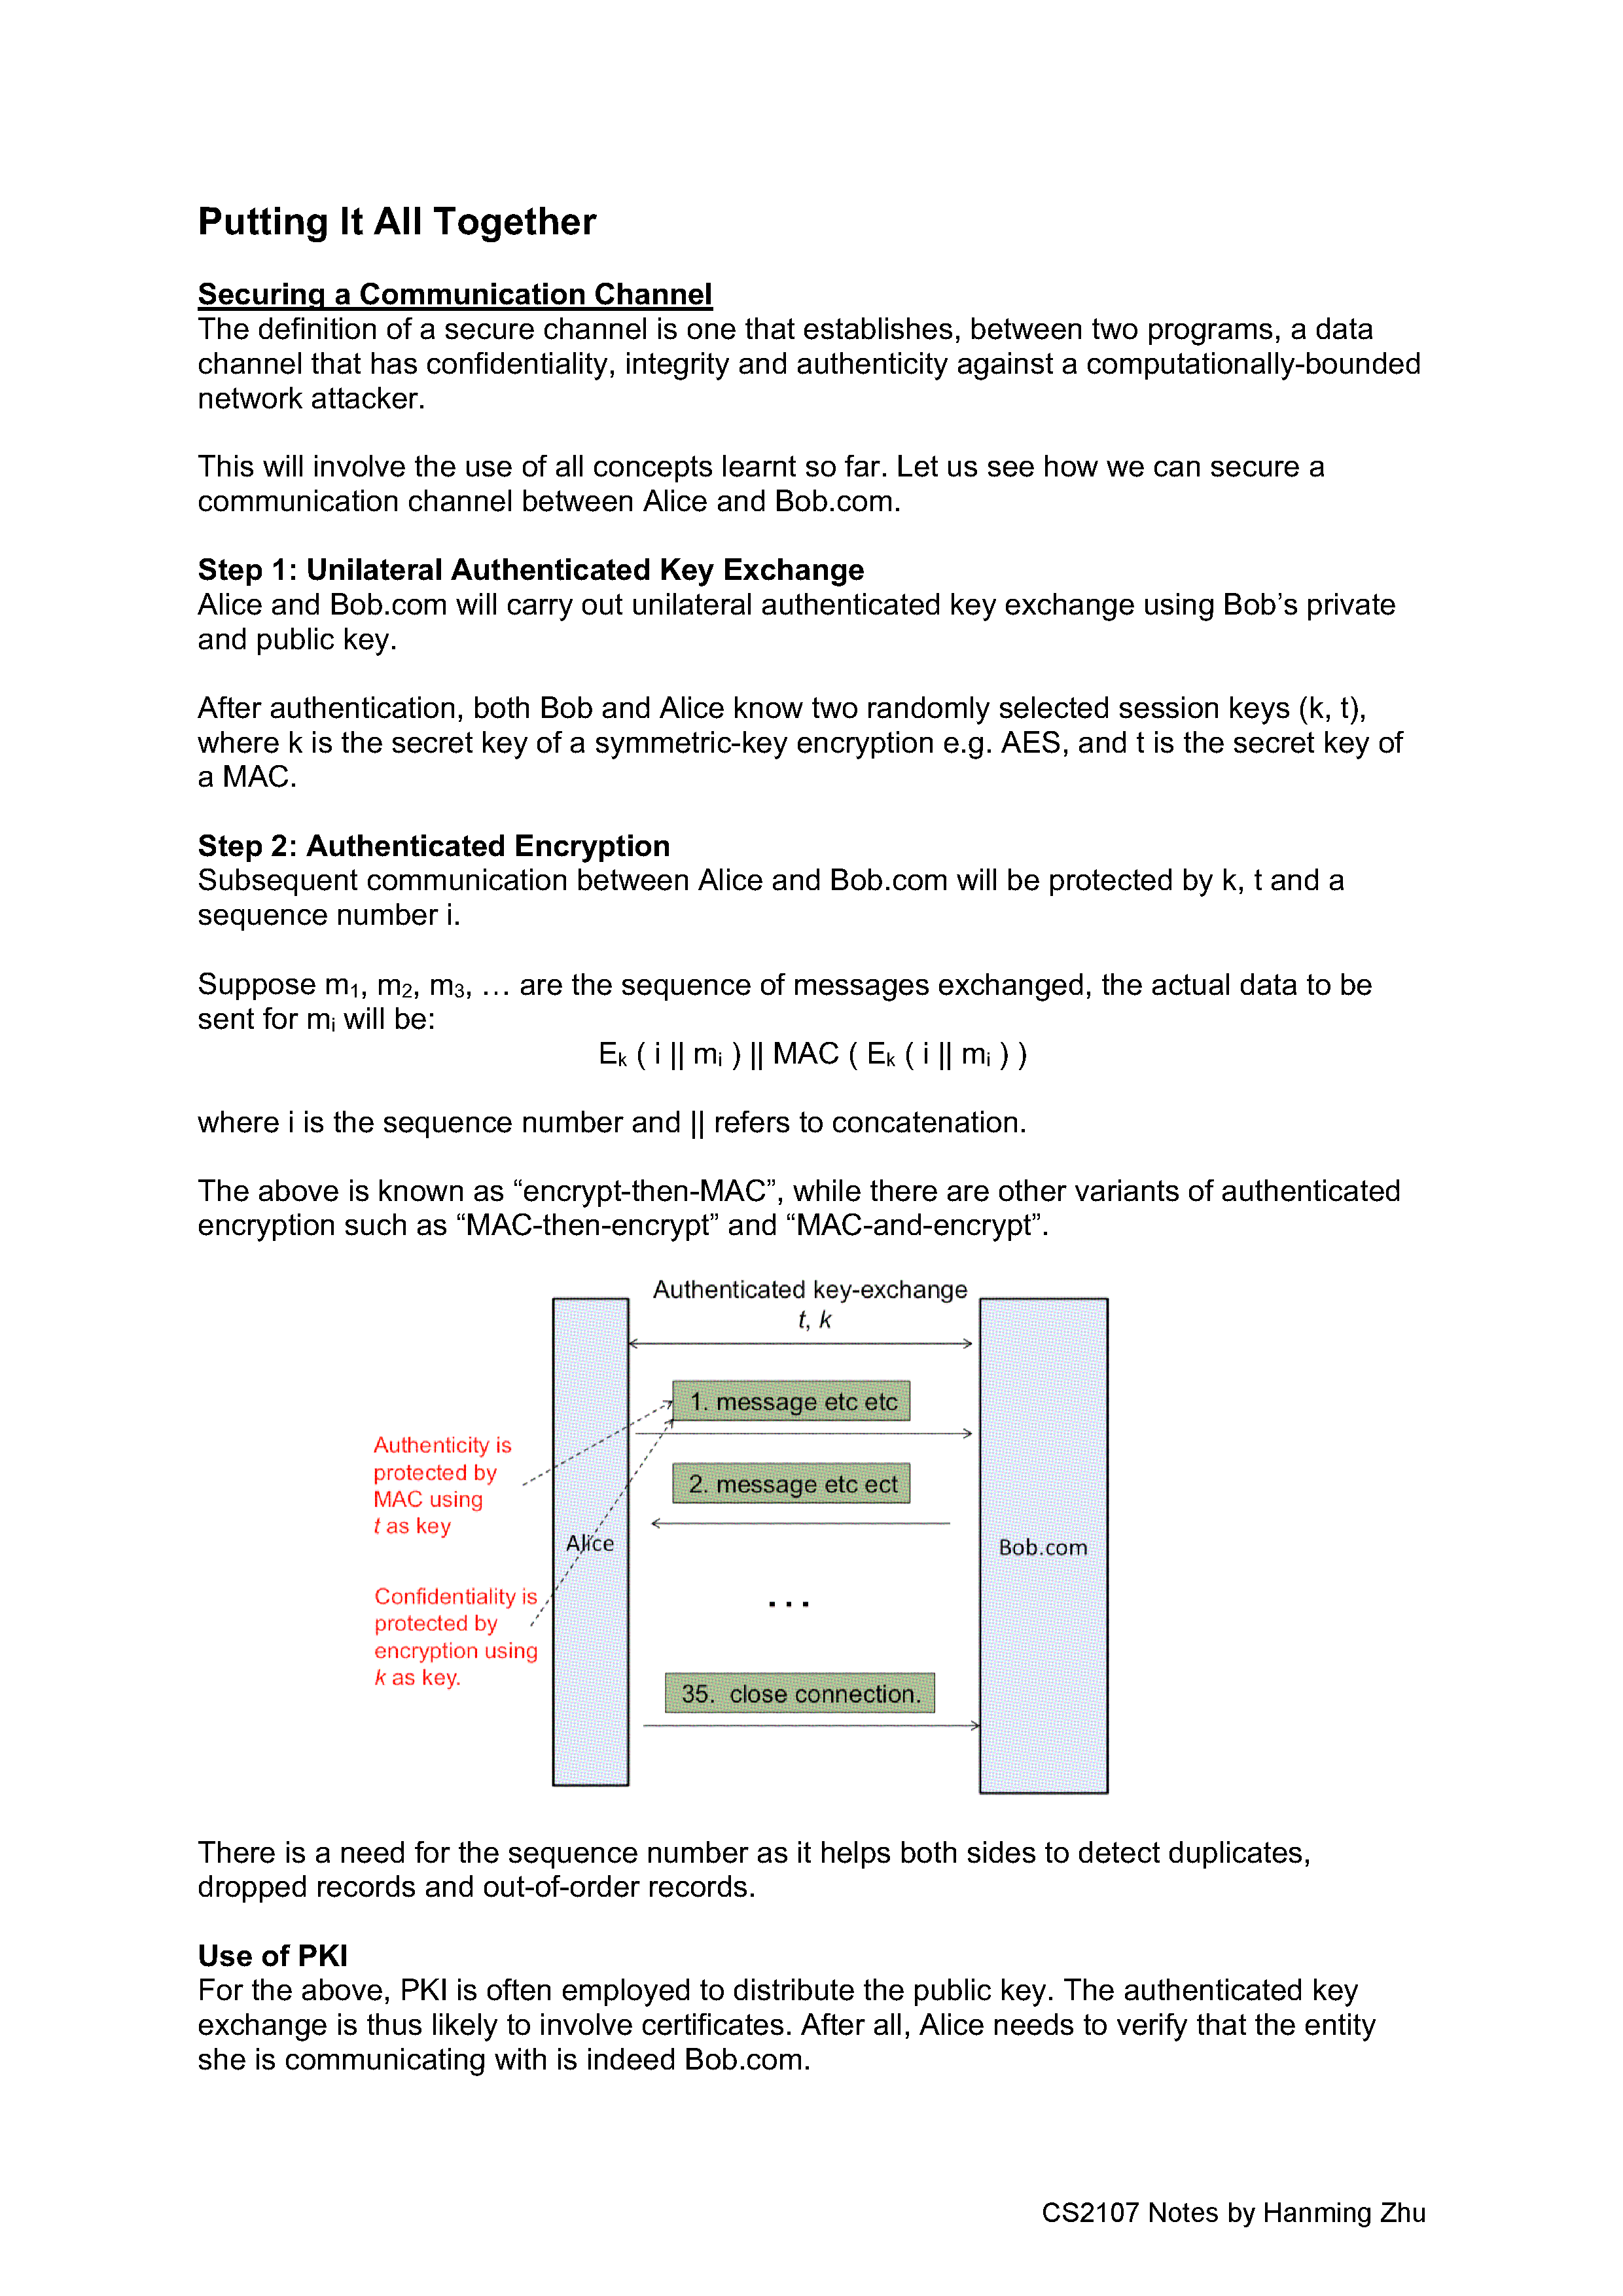 Putting It All Together
Securing a Communication Channel
The definition of a secure channel is one that establishes, between two programs, a data
channel that has confidentiality, integrity and authenticity against a computationally-bounded
network attacker.
This will involve the use of all concepts learnt so far. Let us see how we can secure a
communication channel between Alice and Bob.com.
Step 1: Unilateral Authenticated Key Exchange
Alice and Bob.com will carry out unilateral authenticated key exchange using Bob’s private
and public key.
After authentication, both Bob and Alice know two randomly selected session keys (k, t),
where k is the secret key of a symmetric-key encryption e.g. AES, and t is the secret key of
a MAC.
Step 2: Authenticated Encryption
Subsequent communication between Alice and Bob.com will be protected by k, t and a
sequence number i.
Suppose m₁, m₂, m₃, … are the sequence of messages exchanged, the actual data to be
sent for mᵢ will be:
Eₖ ( i || mᵢ ) || MAC ( Eₖ ( i || mᵢ ) )
where i is the sequence number and || refers to concatenation.
The above is known as “encrypt-then-MAC”, while there are other variants of authenticated
encryption such as “MAC-then-encrypt” and “MAC-and-encrypt”.
Authenticated key-exchange
t, k
1. message etc etc
Authenticity is
protected by
MAC using
t as key
2. message etc ect
Alice
Bob.com
Confidentiality is
protected by
encryption using
k as key.
...
35. close connection.
There is a need for the sequence number as it helps both sides to detect duplicates,
dropped records and out-of-order records.
Use of PKI
For the above, PKI is often employed to distribute the public key. The authenticated key
exchange is thus likely to involve certificates. After all, Alice needs to verify that the entity
she is communicating with is indeed Bob.com.
CS2107 Notes by Hanming Zhu